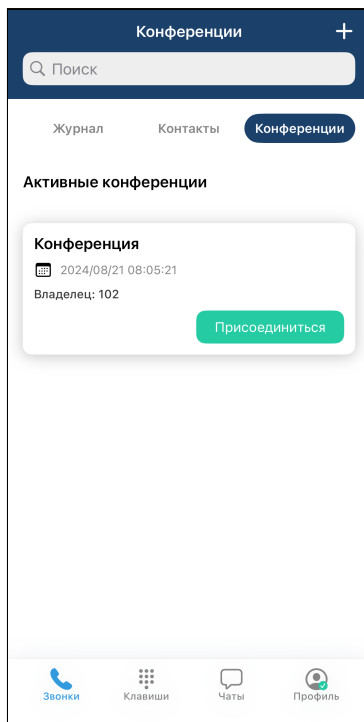 Конференции
Поиск
Журнал Контакты Конференции
Активные конференции
Конференция
2024/08/21 08:05:21
Владелец: 102
Присоединиться
Звонки Клавиши Чаты Профиль